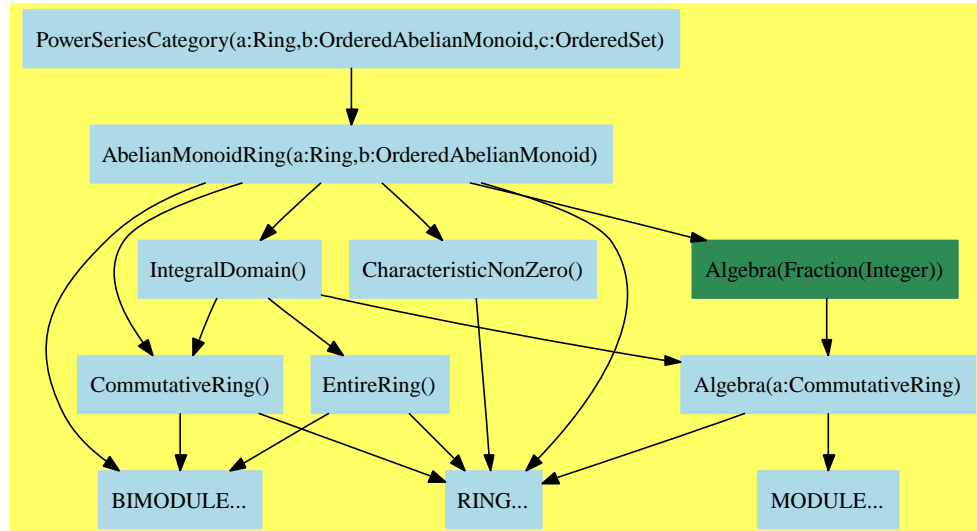 PowerSeriesCategory(a:Ring,b:OrderedAbelianMonoid,c:OrderedSet)
AbelianMonoidRing(a:Ring,b:OrderedAbelianMonoid)
IntegralDomain()
CharacteristicNonZero()
Algebra(Fraction(Integer))
CommutativeRing()
EntireRing()
Algebra(a:CommutativeRing)
BIMODULE...
RING...
MODULE...